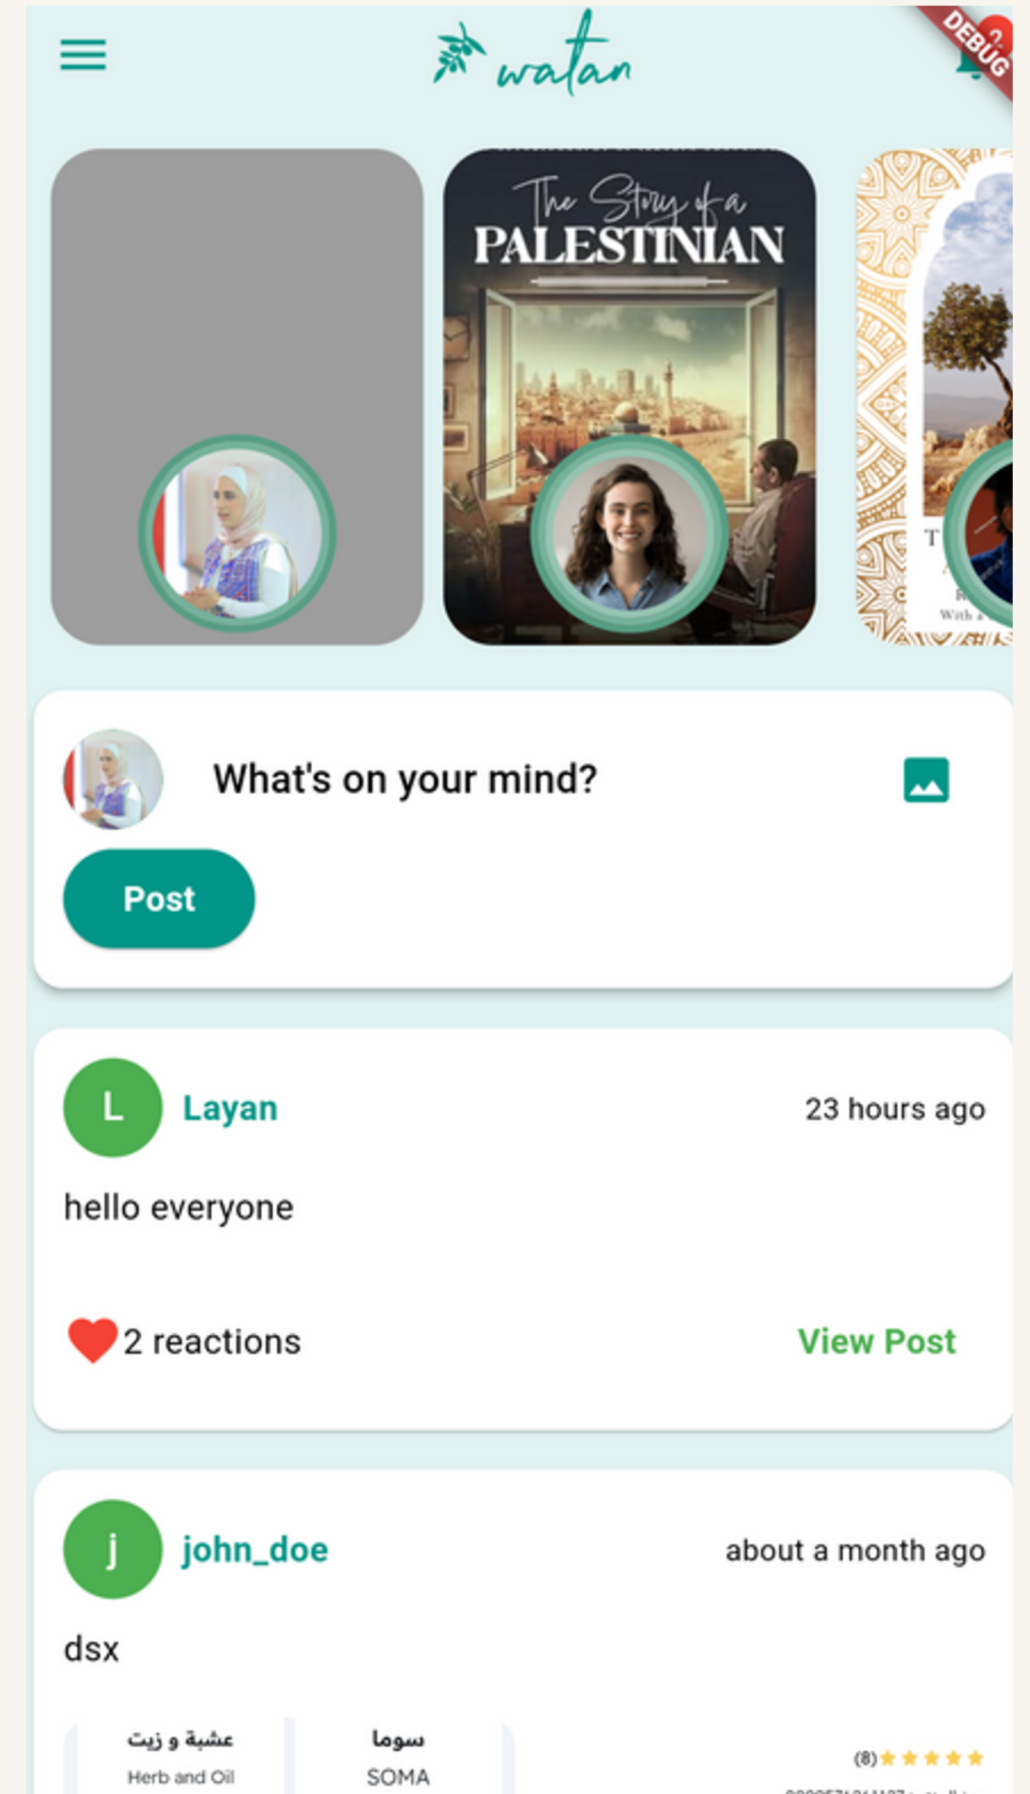 watan
DEBUG
The Story of a
PALESTINIAN
T
With a
What's on your mind?
Post
L
Layan
23 hours ago
hello everyone
2 reactions
View Post
j
john_doe
about a month ago
dsx
عشبة و زيت
سوما
(8)
Herb and Oil
SOMA